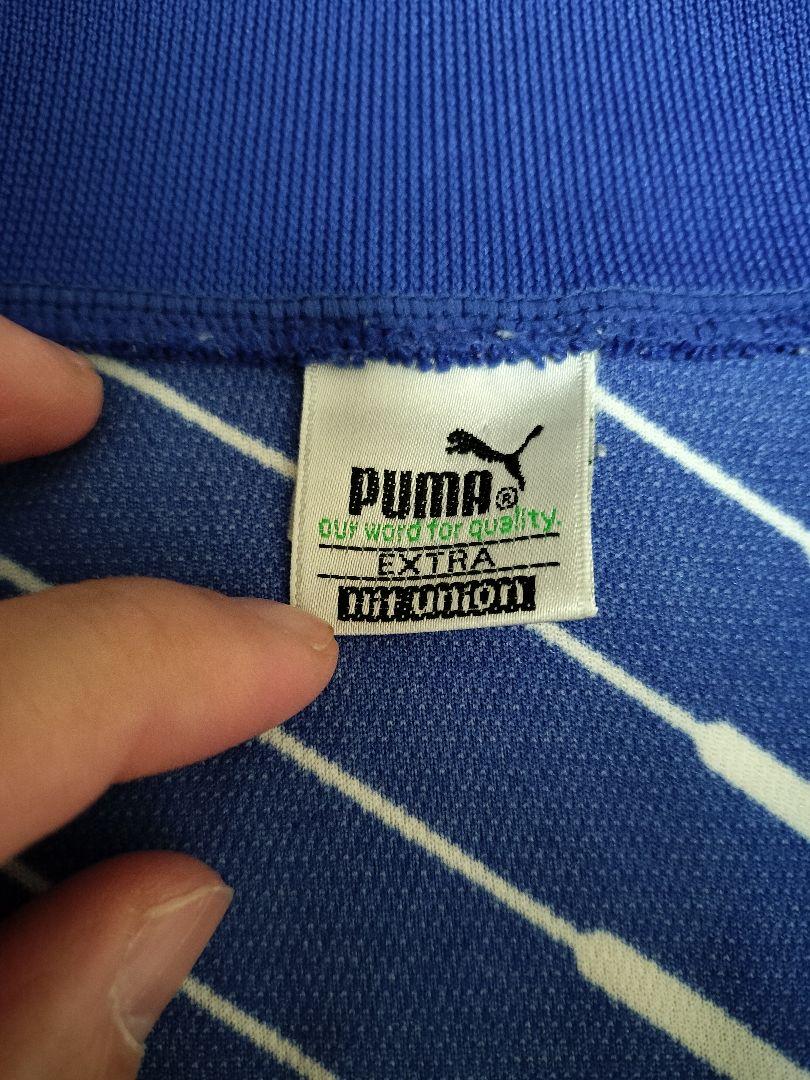 PUMA®
our word for quality.
EXTRA
hit union